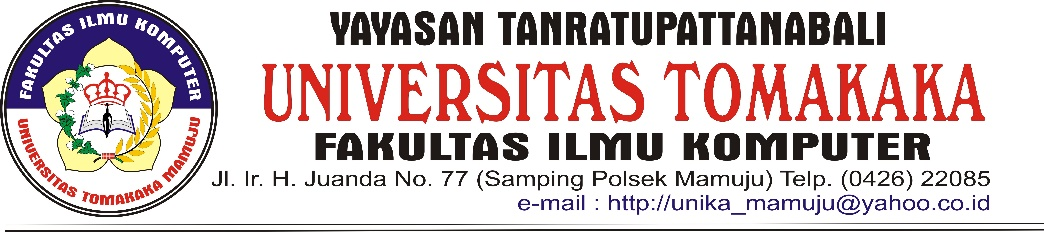 FAKULTAS ILMU KOMPUTER
UNIVERSITAS TOMAKAKA MAMUJU
YAYASAN TANRATUPATTANABALI
UNIVERSITAS TOMAKAKA
FAKULTAS ILMU KOMPUTER
Jl. Ir. H. Juanda No. 77 (Samping Polsek Mamuju) Telp. (0426) 22085
e-mail : http://unika_mamuju@yahoo.co.id